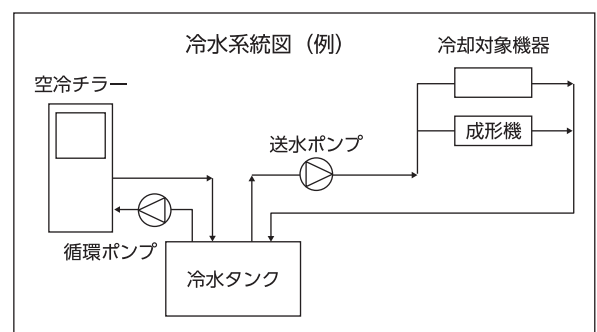 冷水系統図（例）
冷却対象機器
空冷チラー
成形機
送水ポンプ
循環ポンプ
冷水タンク